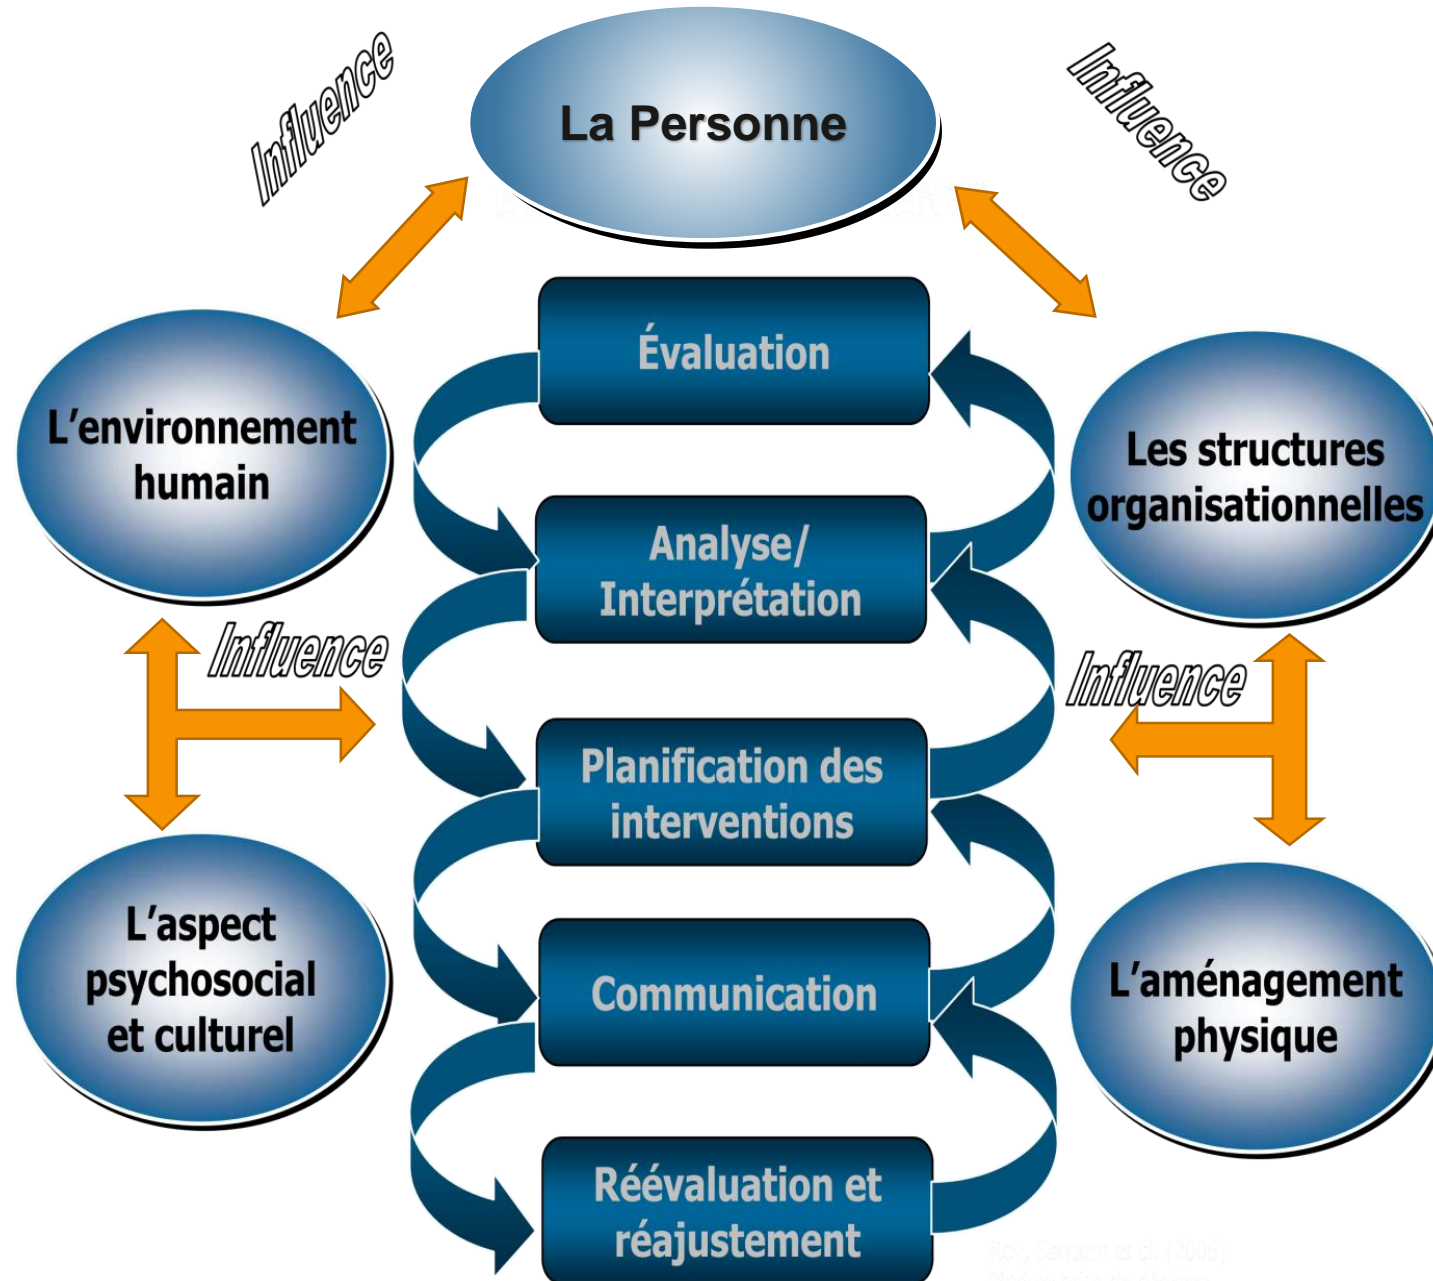 Influence
La Personne
Influence
Évaluation
L’environnement
humain
Les structures
organisationnelles
Analyse/
Interprétation
Influence
Influence
Planification des
interventions
L’aspect
psychosocial
et culturel
Communication
L’aménagement
physique
Réévaluation et
réajustement